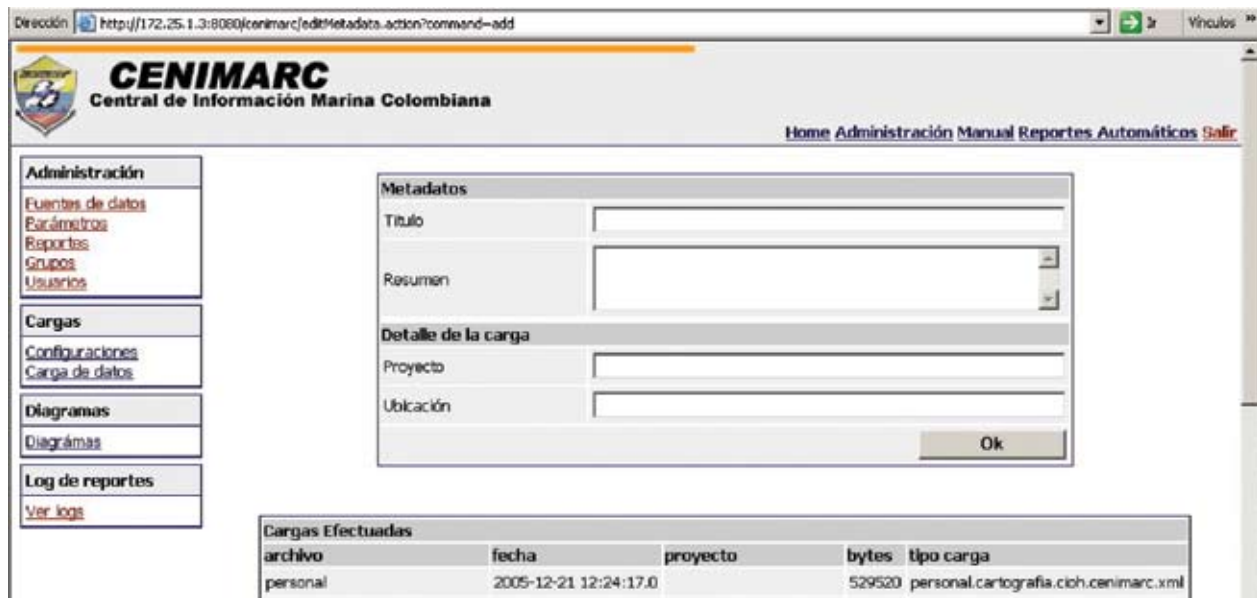 Dirección http://172.25.1.3:8080/cenimarc/editMetadata.action?command=add Ir Vínculos »
CENIMARC
Central de Información Marina Colombiana
Home Administración Manual Reportes Automáticos Salir
Administración
Fuentes de datos
Parámetros
Reportes
Grupos
Usuarios
Cargas
Configuraciones
Carga de datos
Diagramas
Diagrámas
Log de reportes
Ver logs
Metadatos
Titulo
Resumen
Detalle de la carga
Proyecto
Ubicación
Ok
Cargas Efectuadas
archivo fecha proyecto bytes tipo carga
personal 2005-12-21 12:24:17.0 529520 personal.cartografia.cioh.cenimarc.xml